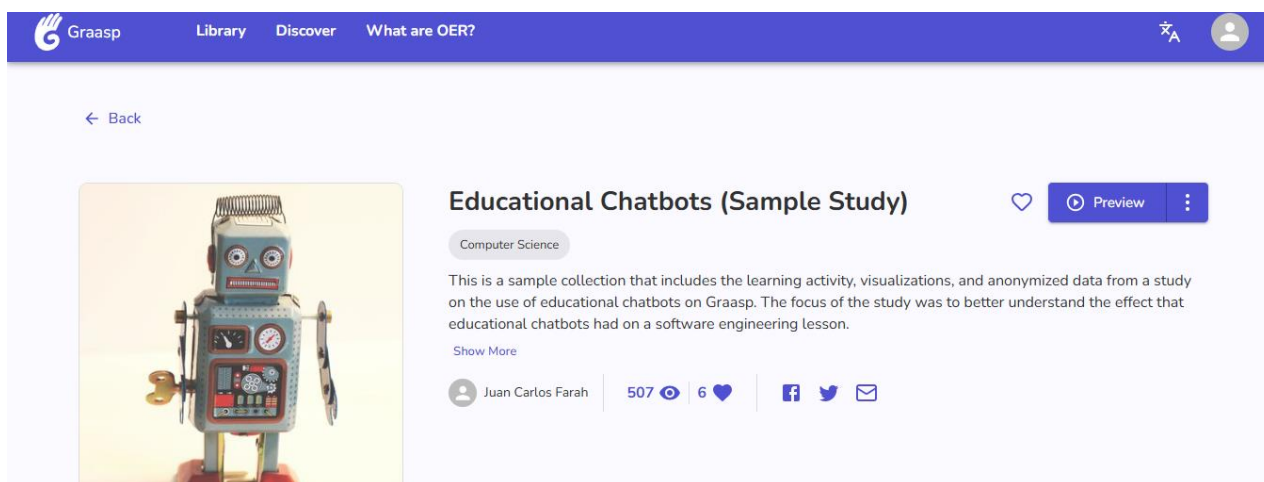 Graasp
Library
Discover
What are OER?
Back
Educational Chatbots (Sample Study)
Preview
Computer Science
This is a sample collection that includes the learning activity, visualizations, and anonymized data from a study
on the use of educational chatbots on Graasp. The focus of the study was to better understand the effect that
educational chatbots had on a software engineering lesson.
Show More
Juan Carlos Farah
507
6